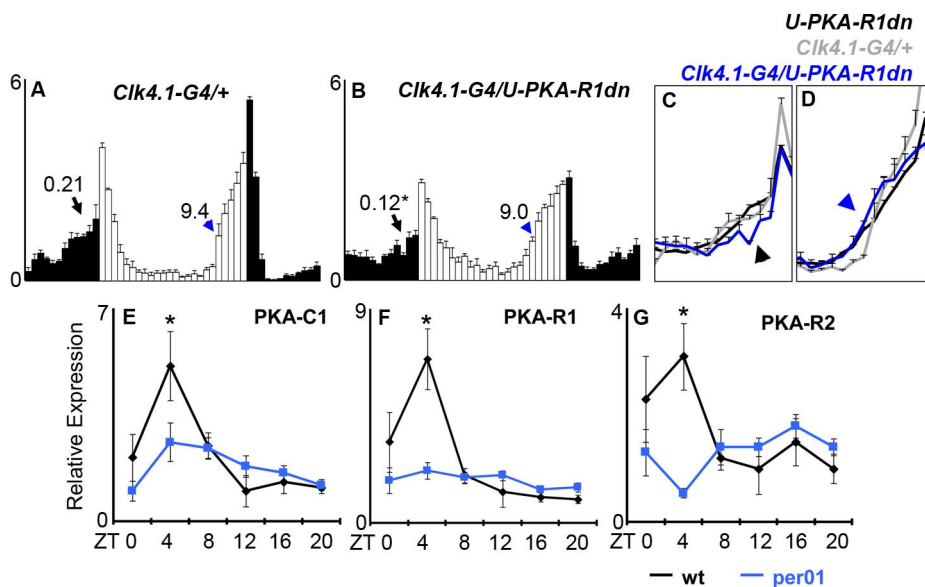 U-PKA-R1dn
Clk4.1-G4/+
Clk4.1-G4/U-PKA-R1dn
6
A
Clk4.1-G4/+
0.21
9.4
0
6
B
Clk4.1-G4/U-PKA-R1dn
0.12*
9.0
0
C
D
Relative Expression
7
E
*
PKA-C1
0
ZT 0 4 8 12 16 20
9
F
*
PKA-R1
0
ZT 0 4 8 12 16 20
4
G
*
PKA-R2
0
ZT 0 4 8 12 16 20
wt
per01